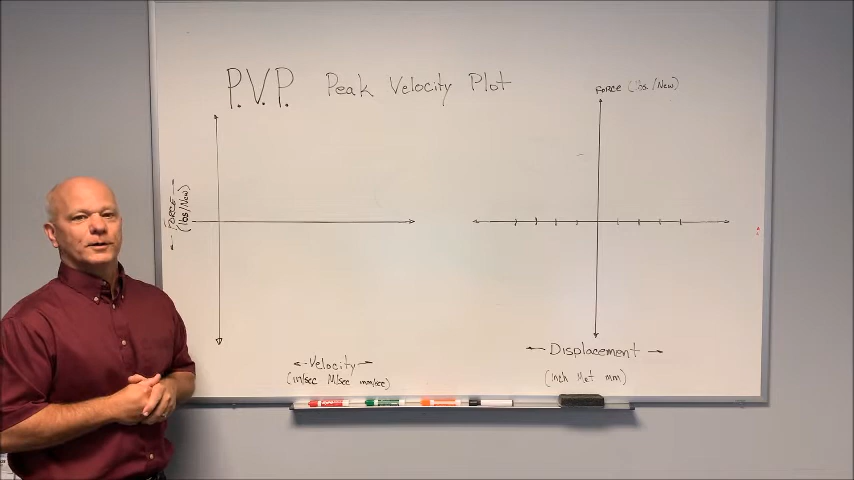 P.V.P. Peak Velocity Plot
FORCE (lbs/New)
FORCE
(lbs/New)
Velocity
(in/sec M/sec mm/sec)
Displacement
(inch Met mm)